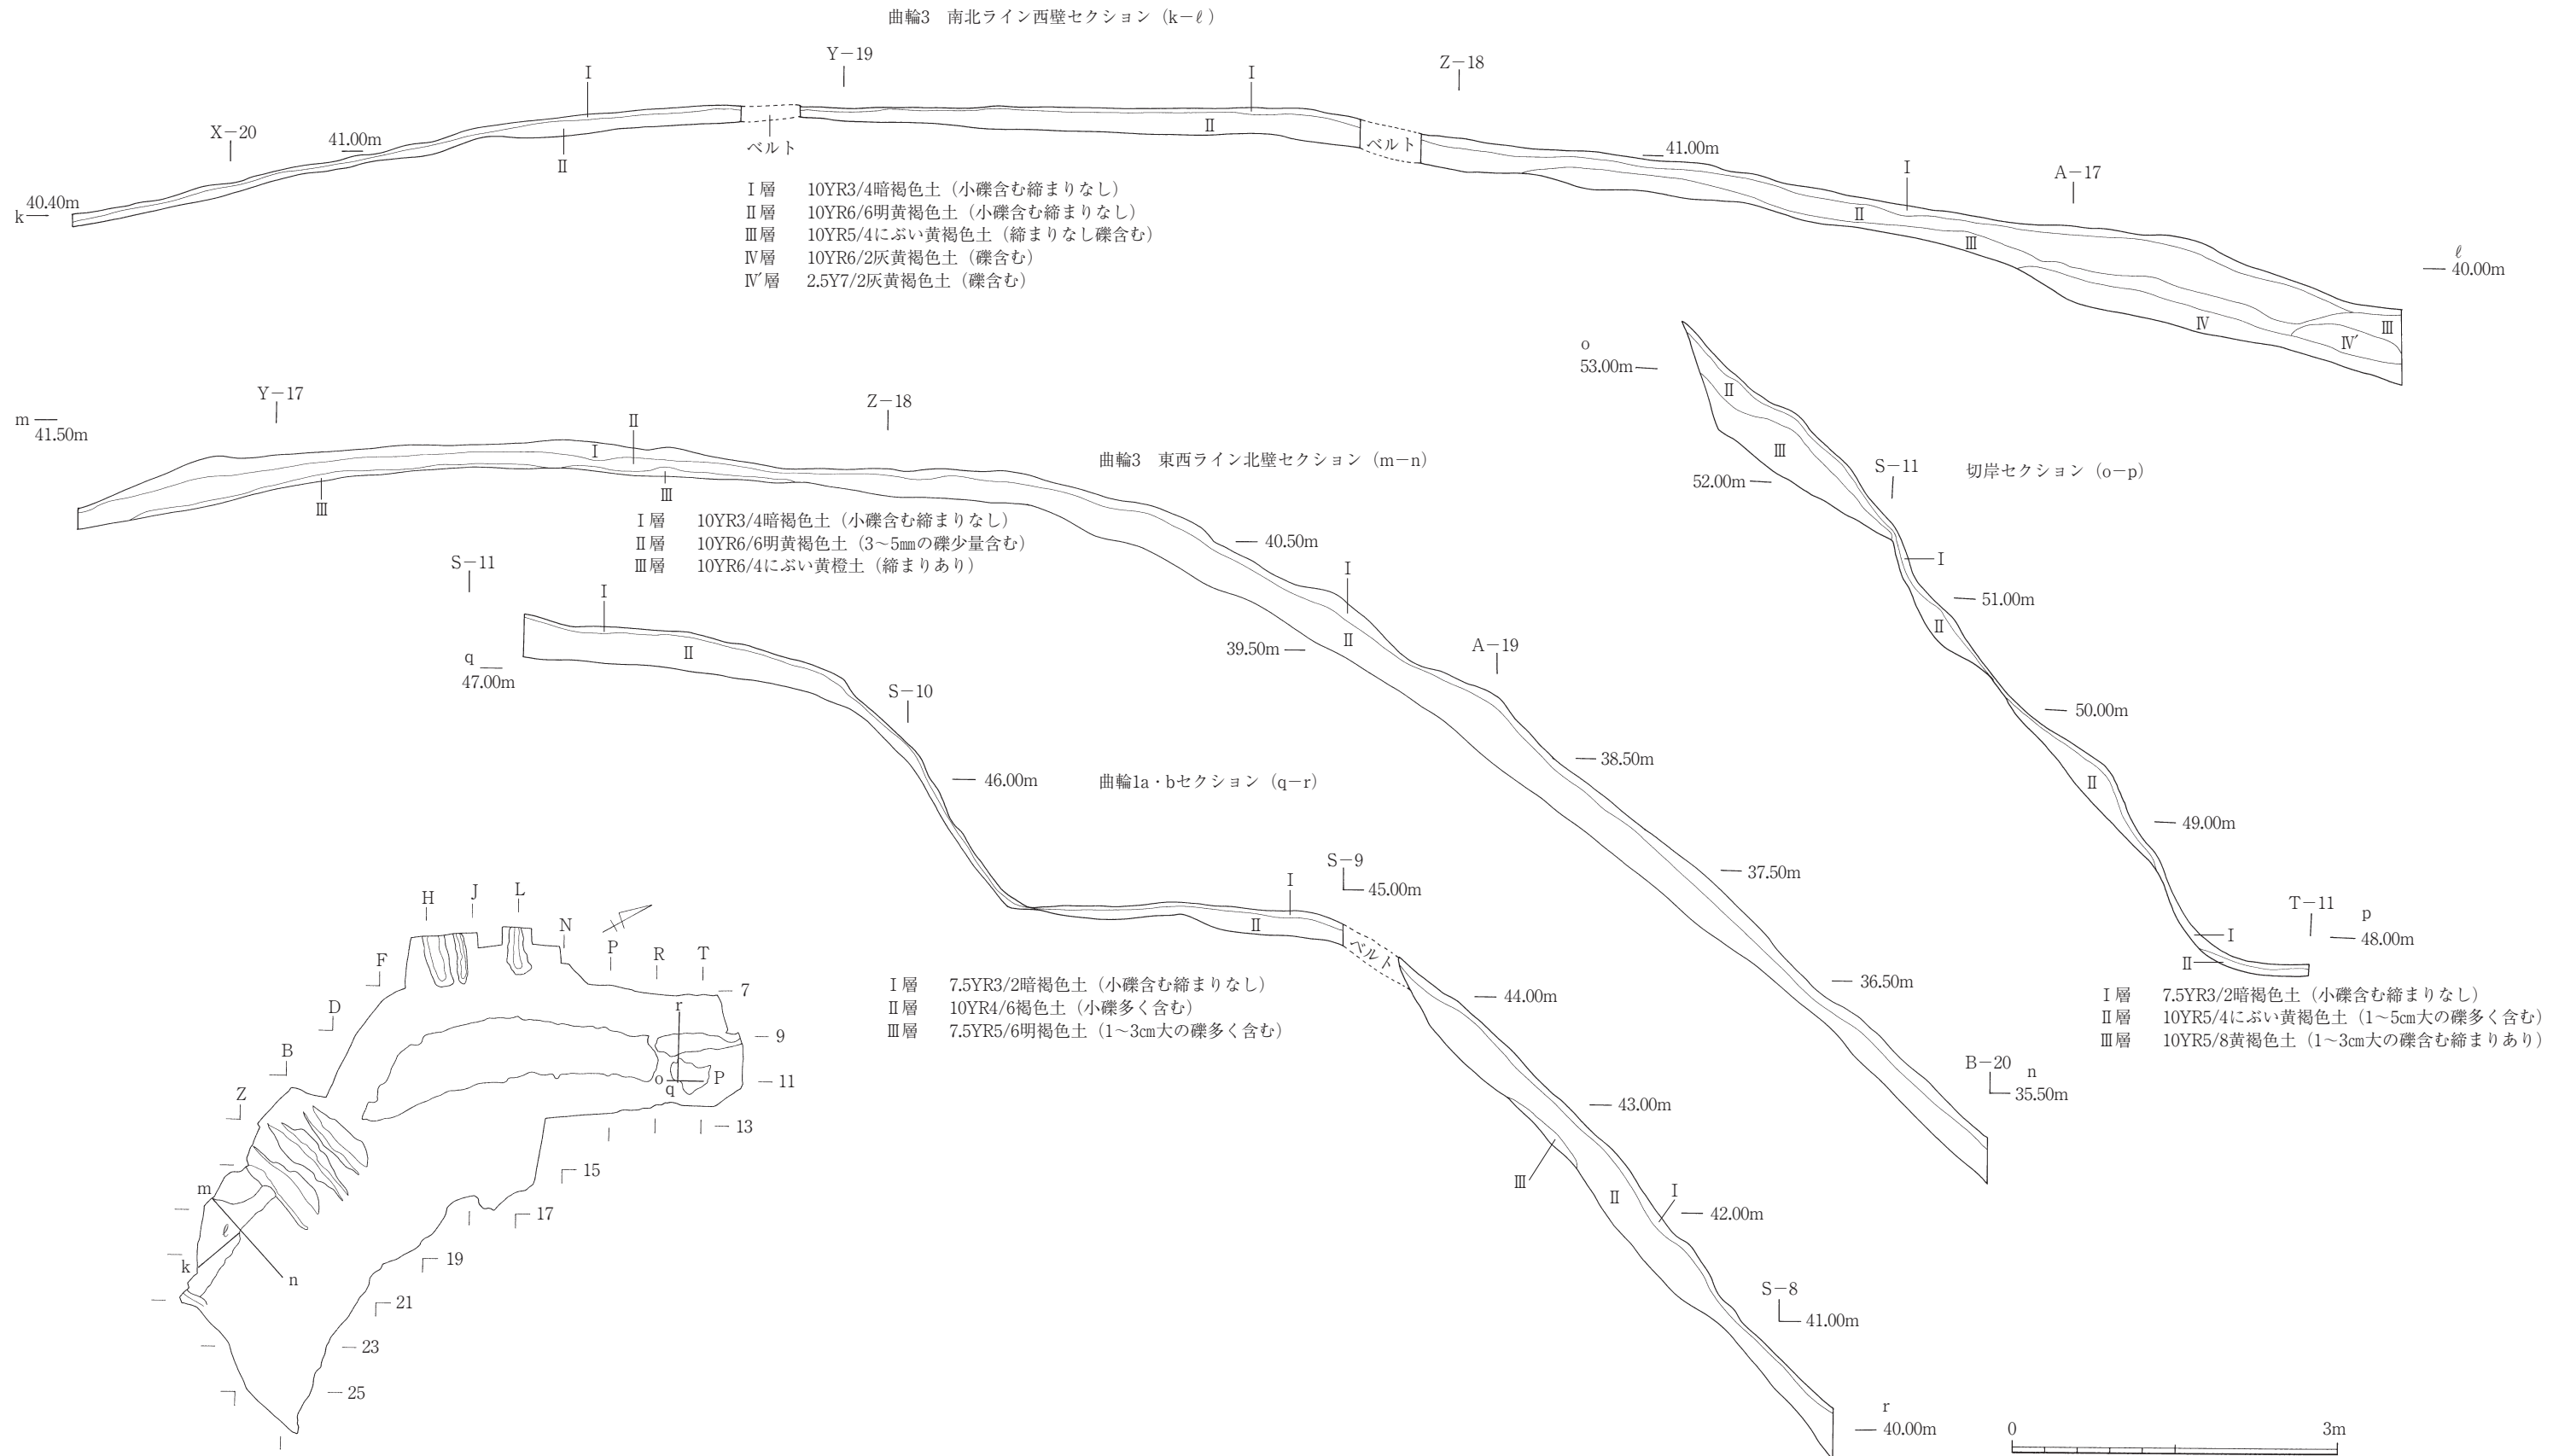 曲輪3　南北ライン西壁セクション（k－ℓ）
Y－19
Z－18
Ⅰ
Ⅰ
X－20
41.00m
ベルト
Ⅱ
Ⅱ
ベルト
41.00m
Ⅰ
A－17
k
40.40m
Ⅱ
Ⅲ
ℓ
40.00m
Ⅳ
Ⅲ
Ⅳ′
Ⅰ層　10YR3/4暗褐色土（小礫含む締まりなし）
Ⅱ層　10YR6/6明黄褐色土（小礫含む締まりなし）
Ⅲ層　10YR5/4にぶい黄褐色土（締まりなし礫含む）
Ⅳ層　10YR6/2灰黄褐色土（礫含む）
Ⅳ′層　2.5Y7/2灰黄褐色土（礫含む）
曲輪3　東西ライン北壁セクション（m－n）
m
41.50m
Y－17
Ⅱ
Ⅰ
Z－18
Ⅲ
Ⅲ
40.50m
Ⅰ
Ⅱ
39.50m
A－19
38.50m
37.50m
36.50m
B－20
n
35.50m
Ⅰ層　10YR3/4暗褐色土（小礫含む締まりなし）
Ⅱ層　10YR6/6明黄褐色土（3～5㎜の礫少量含む）
Ⅲ層　10YR6/4にぶい黄橙土（締まりあり）
切岸セクション（o－p）
o
53.00m
Ⅱ
Ⅲ
52.00m
S－11
Ⅰ
51.00m
Ⅱ
50.00m
Ⅱ
49.00m
T－11
p
48.00m
Ⅰ
Ⅱ
Ⅰ層　7.5YR3/2暗褐色土（小礫含む締まりなし）
Ⅱ層　10YR5/4にぶい黄褐色土（1～5㎝大の礫多く含む）
Ⅲ層　10YR5/8黄褐色土（1～3㎝大の礫含む締まりあり）
曲輪1a・bセクション（q－r）
S－11
Ⅰ
Ⅱ
q
47.00m
S－10
46.00m
S－9
45.00m
Ⅰ
Ⅱ
ベルト
44.00m
43.00m
Ⅲ
Ⅱ
Ⅰ
42.00m
S－8
41.00m
r
40.00m
Ⅰ層　7.5YR3/2暗褐色土（小礫含む締まりなし）
Ⅱ層　10YR4/6褐色土（小礫多く含む）
Ⅲ層　7.5YR5/6明褐色土（1～3㎝大の礫多く含む）
H
J
L
N
P
R
T
F
D
B
Z
7
9
11
13
15
17
19
21
23
25
r
o
q
P
m
ℓ
k
n
0
3m